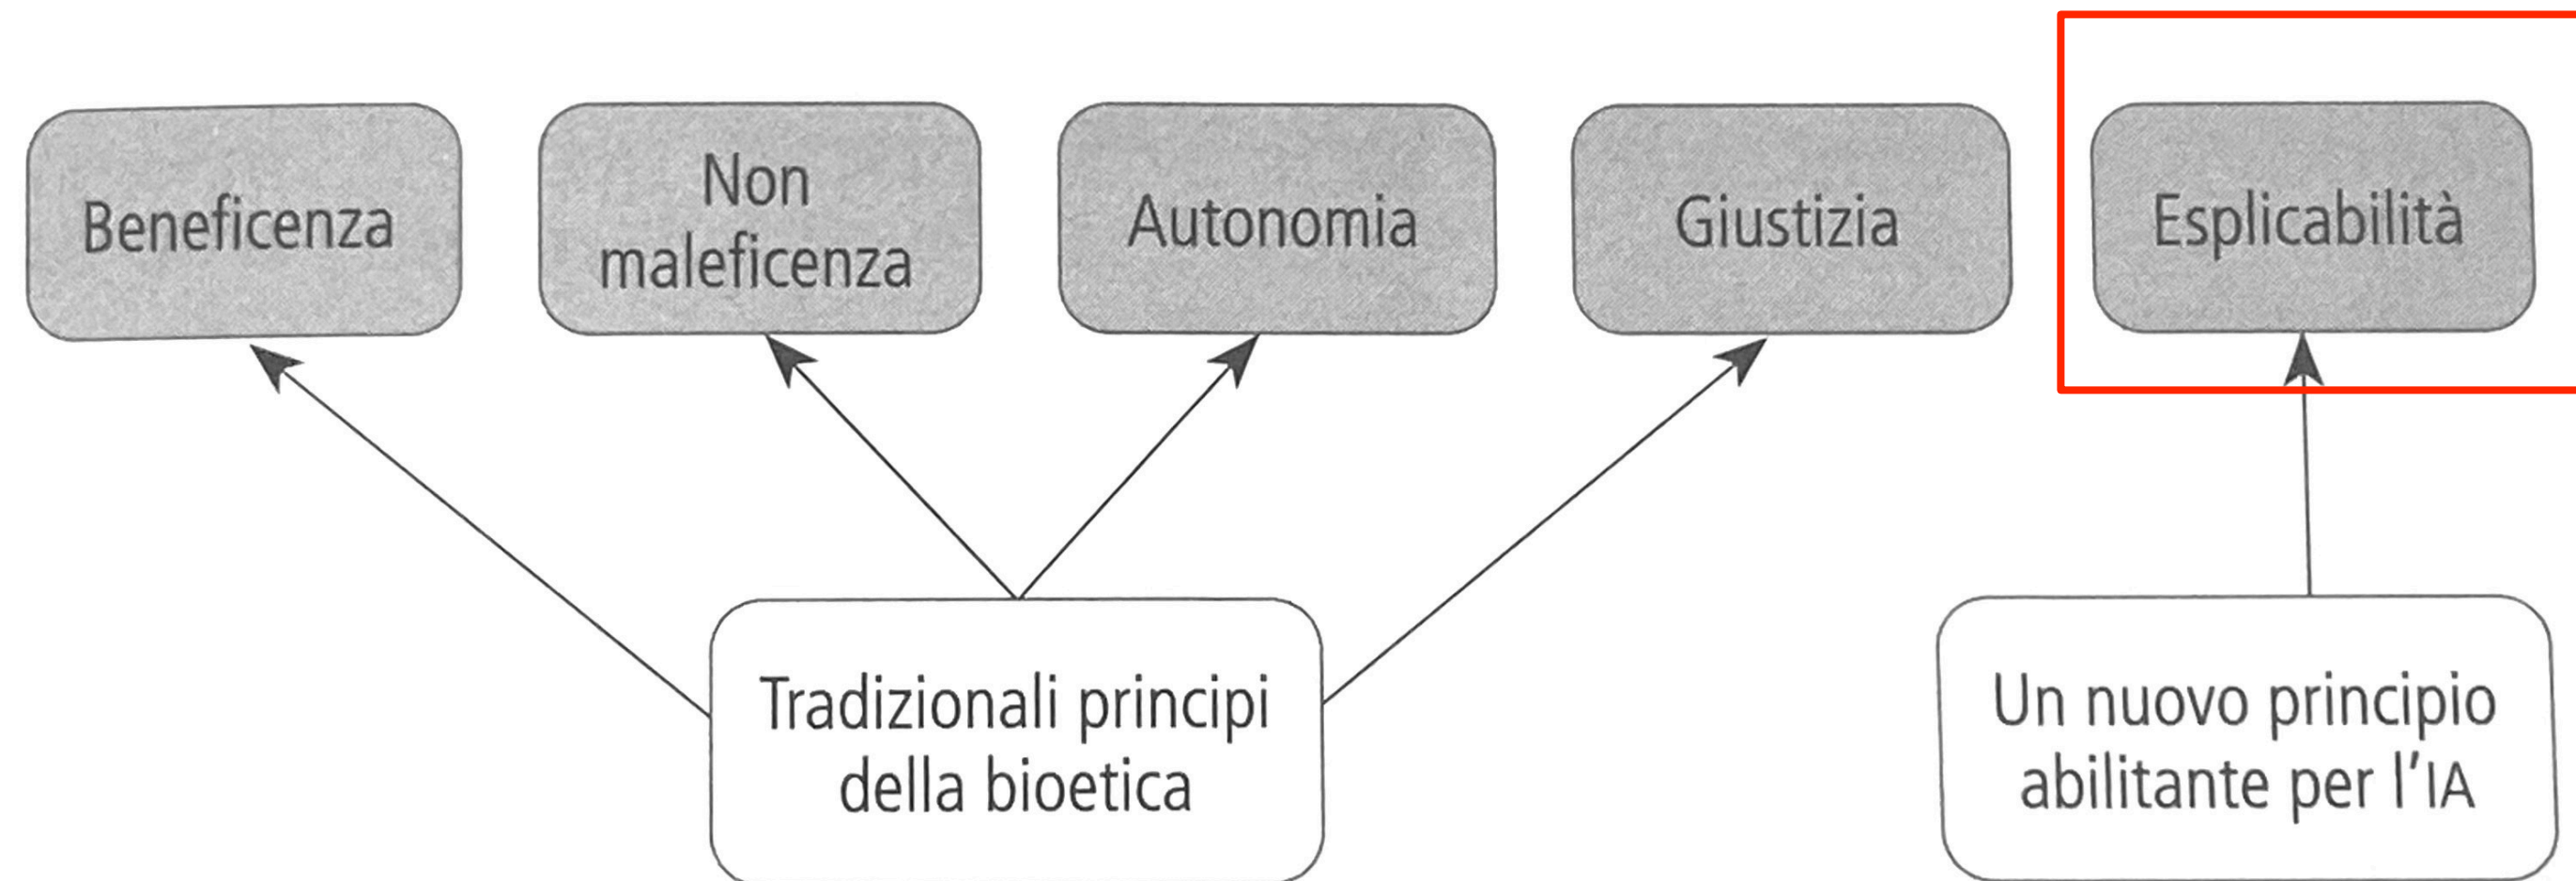 Beneficenza
Non
maleficenza
Autonomia
Giustizia
Esplicabilità
Tradizionali principi
della bioetica
Un nuovo principio
abilitante per l'IA